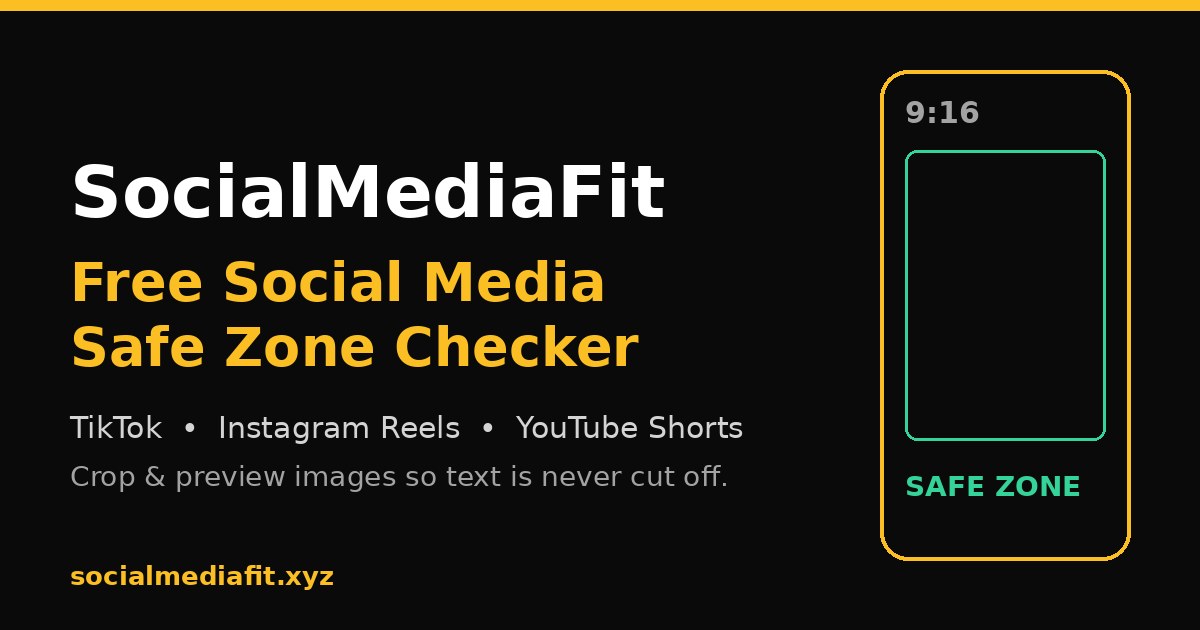 SocialMediaFit
Free Social Media
Safe Zone Checker
TikTok • Instagram Reels • YouTube Shorts
Crop & preview images so text is never cut off.
socialmediafit.xyz
9:16
SAFE ZONE